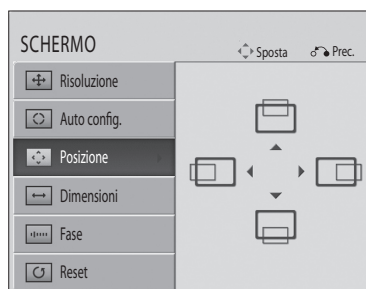 SCHERMO
Sposta Prec.
Risoluzione
Auto config.
Posizione
Dimensioni
Fase
Reset